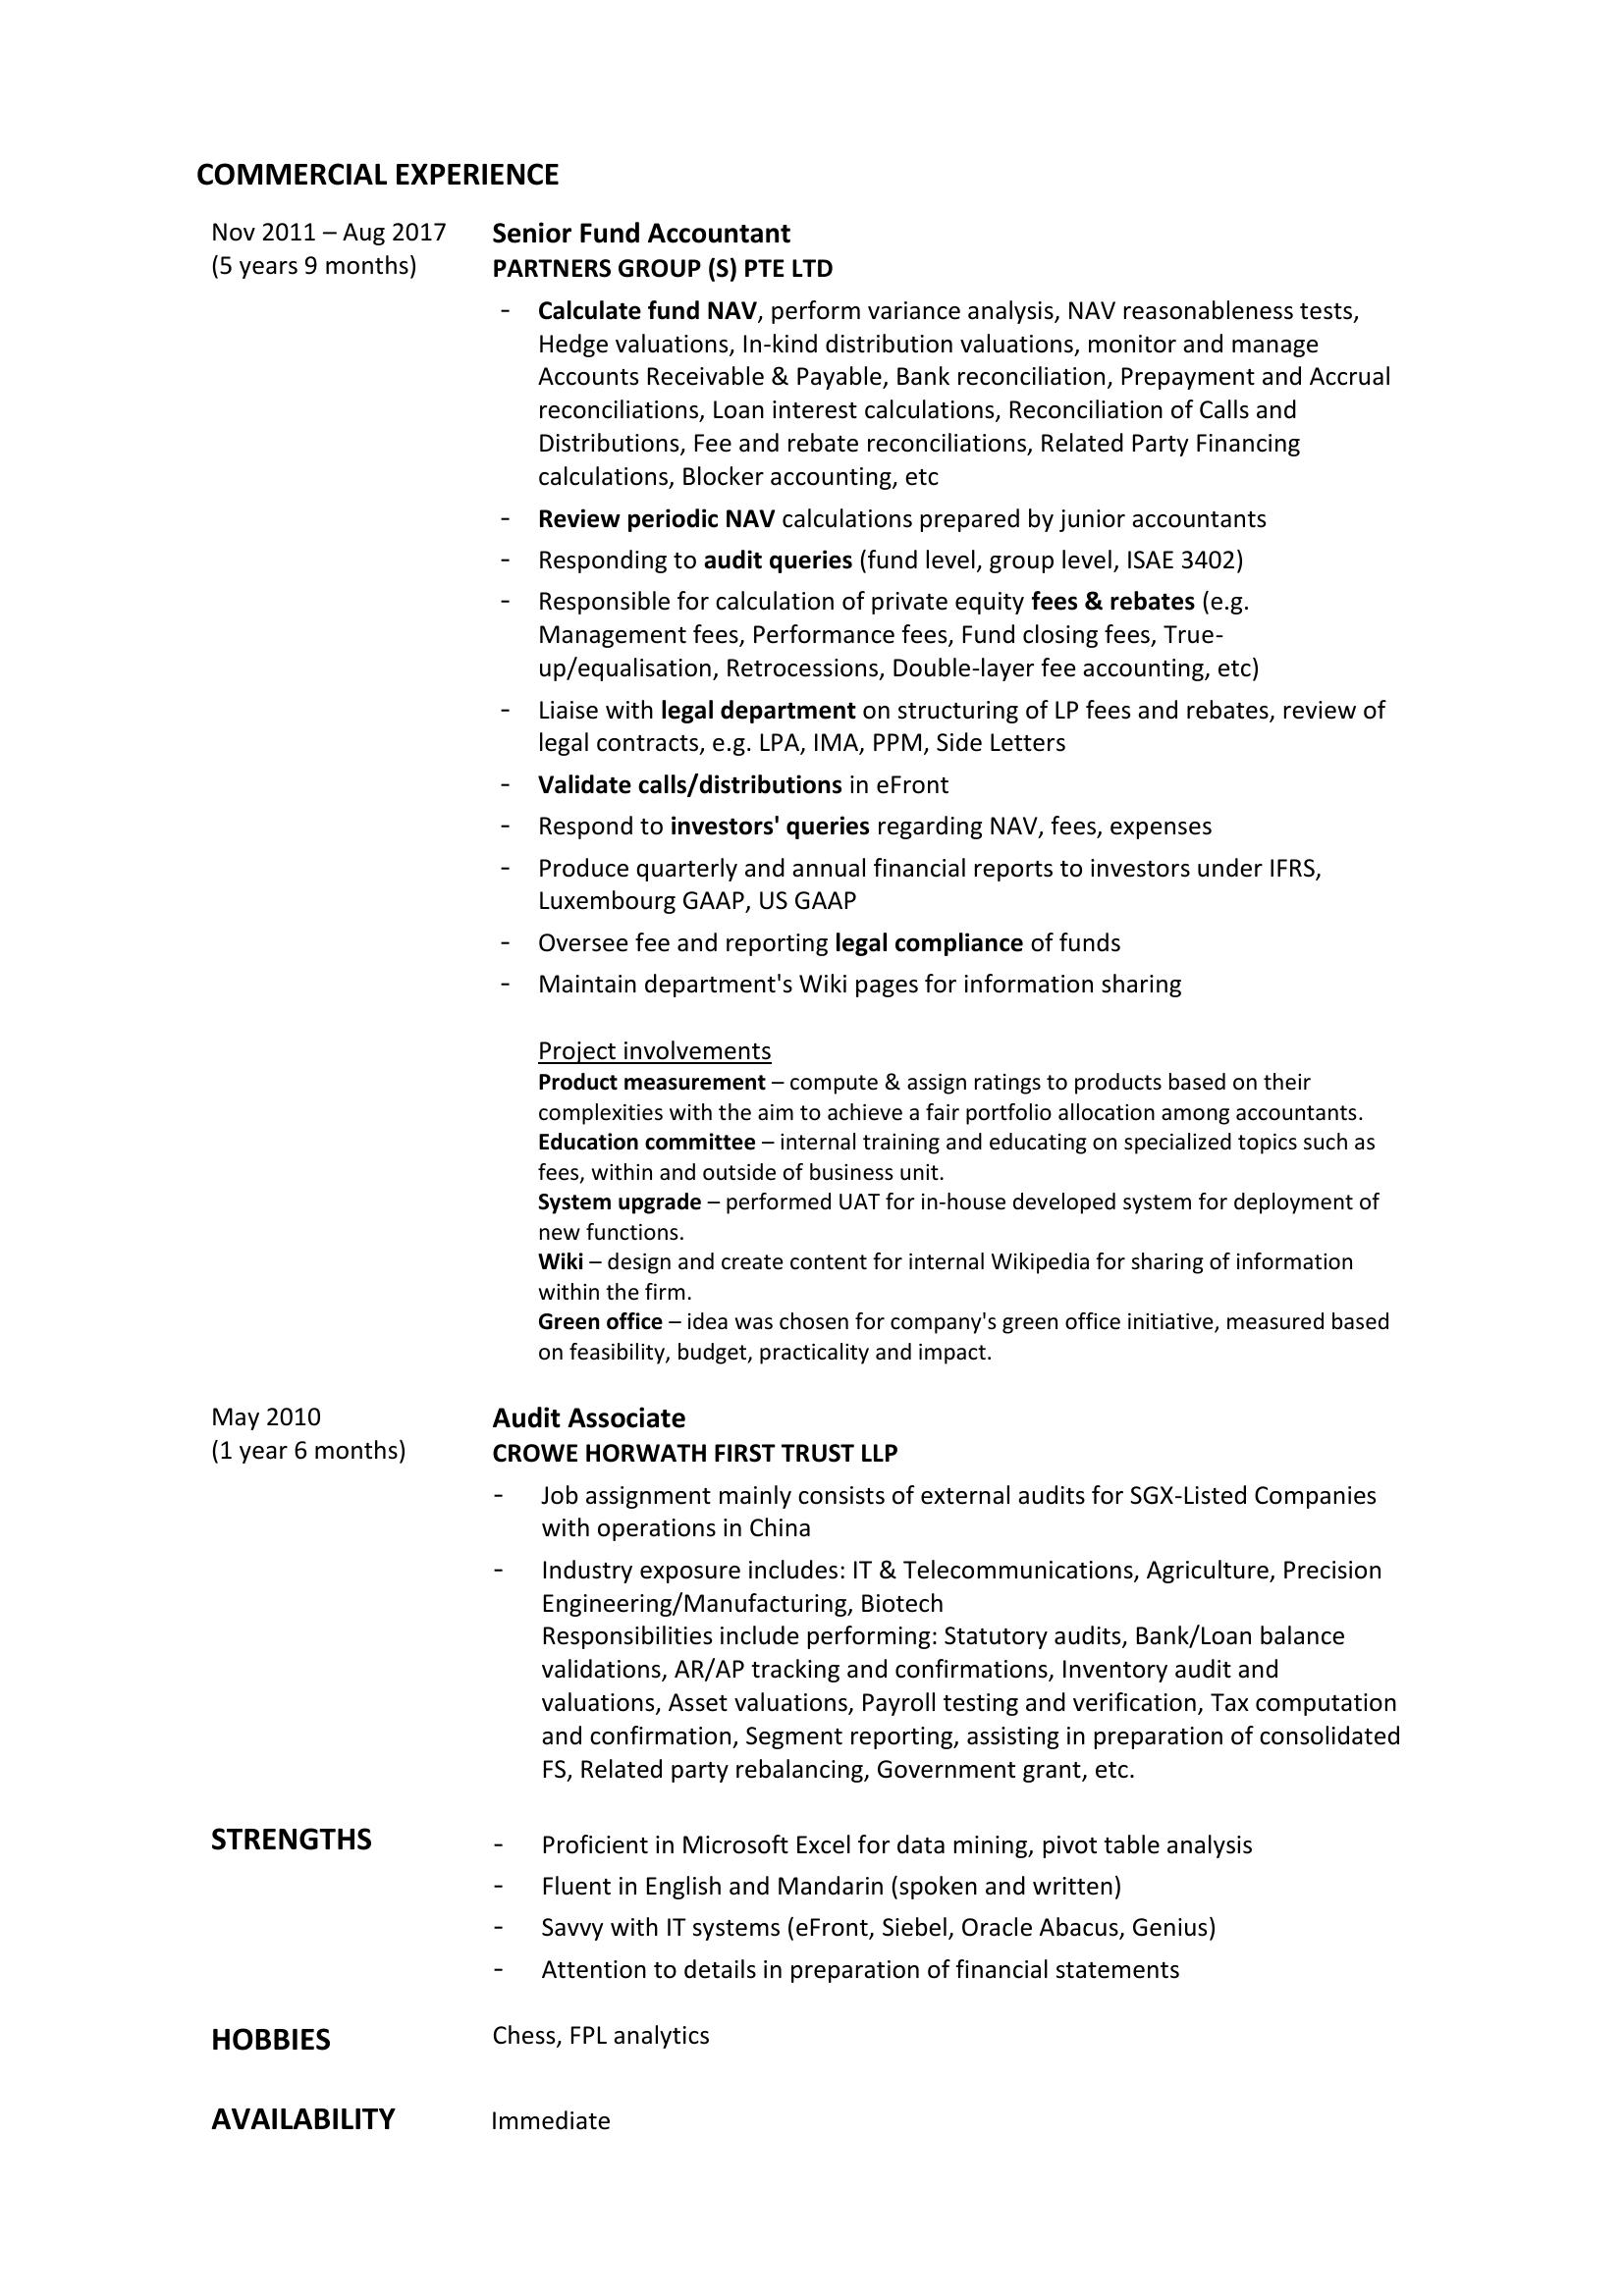 COMMERCIAL EXPERIENCE
Nov 2011 – Aug 2017
(5 years 9 months)
Senior Fund Accountant
PARTNERS GROUP (S) PTE LTD
- Calculate fund NAV, perform variance analysis, NAV reasonableness tests,
Hedge valuations, In-kind distribution valuations, monitor and manage
Accounts Receivable & Payable, Bank reconciliation, Prepayment and Accrual
reconciliations, Loan interest calculations, Reconciliation of Calls and
Distributions, Fee and rebate reconciliations, Related Party Financing
calculations, Blocker accounting, etc
- Review periodic NAV calculations prepared by junior accountants
- Responding to audit queries (fund level, group level, ISAE 3402)
- Responsible for calculation of private equity fees & rebates (e.g.
Management fees, Performance fees, Fund closing fees, True-
up/equalisation, Retrocessions, Double-layer fee accounting, etc)
- Liaise with legal department on structuring of LP fees and rebates, review of
legal contracts, e.g. LPA, IMA, PPM, Side Letters
- Validate calls/distributions in eFront
- Respond to investors' queries regarding NAV, fees, expenses
- Produce quarterly and annual financial reports to investors under IFRS,
Luxembourg GAAP, US GAAP
- Oversee fee and reporting legal compliance of funds
- Maintain department's Wiki pages for information sharing
Project involvements
Product measurement – compute & assign ratings to products based on their
complexities with the aim to achieve a fair portfolio allocation among accountants.
Education committee – internal training and educating on specialized topics such as
fees, within and outside of business unit.
System upgrade – performed UAT for in-house developed system for deployment of
new functions.
Wiki – design and create content for internal Wikipedia for sharing of information
within the firm.
Green office – idea was chosen for company's green office initiative, measured based
on feasibility, budget, practicality and impact.
May 2010
(1 year 6 months)
Audit Associate
CROWE HORWATH FIRST TRUST LLP
- Job assignment mainly consists of external audits for SGX-Listed Companies
with operations in China
- Industry exposure includes: IT & Telecommunications, Agriculture, Precision
Engineering/Manufacturing, Biotech
Responsibilities include performing: Statutory audits, Bank/Loan balance
validations, AR/AP tracking and confirmations, Inventory audit and
valuations, Asset valuations, Payroll testing and verification, Tax computation
and confirmation, Segment reporting, assisting in preparation of consolidated
FS, Related party rebalancing, Government grant, etc.
STRENGTHS
- Proficient in Microsoft Excel for data mining, pivot table analysis
- Fluent in English and Mandarin (spoken and written)
- Savvy with IT systems (eFront, Siebel, Oracle Abacus, Genius)
- Attention to details in preparation of financial statements
HOBBIES
Chess, FPL analytics
AVAILABILITY
Immediate